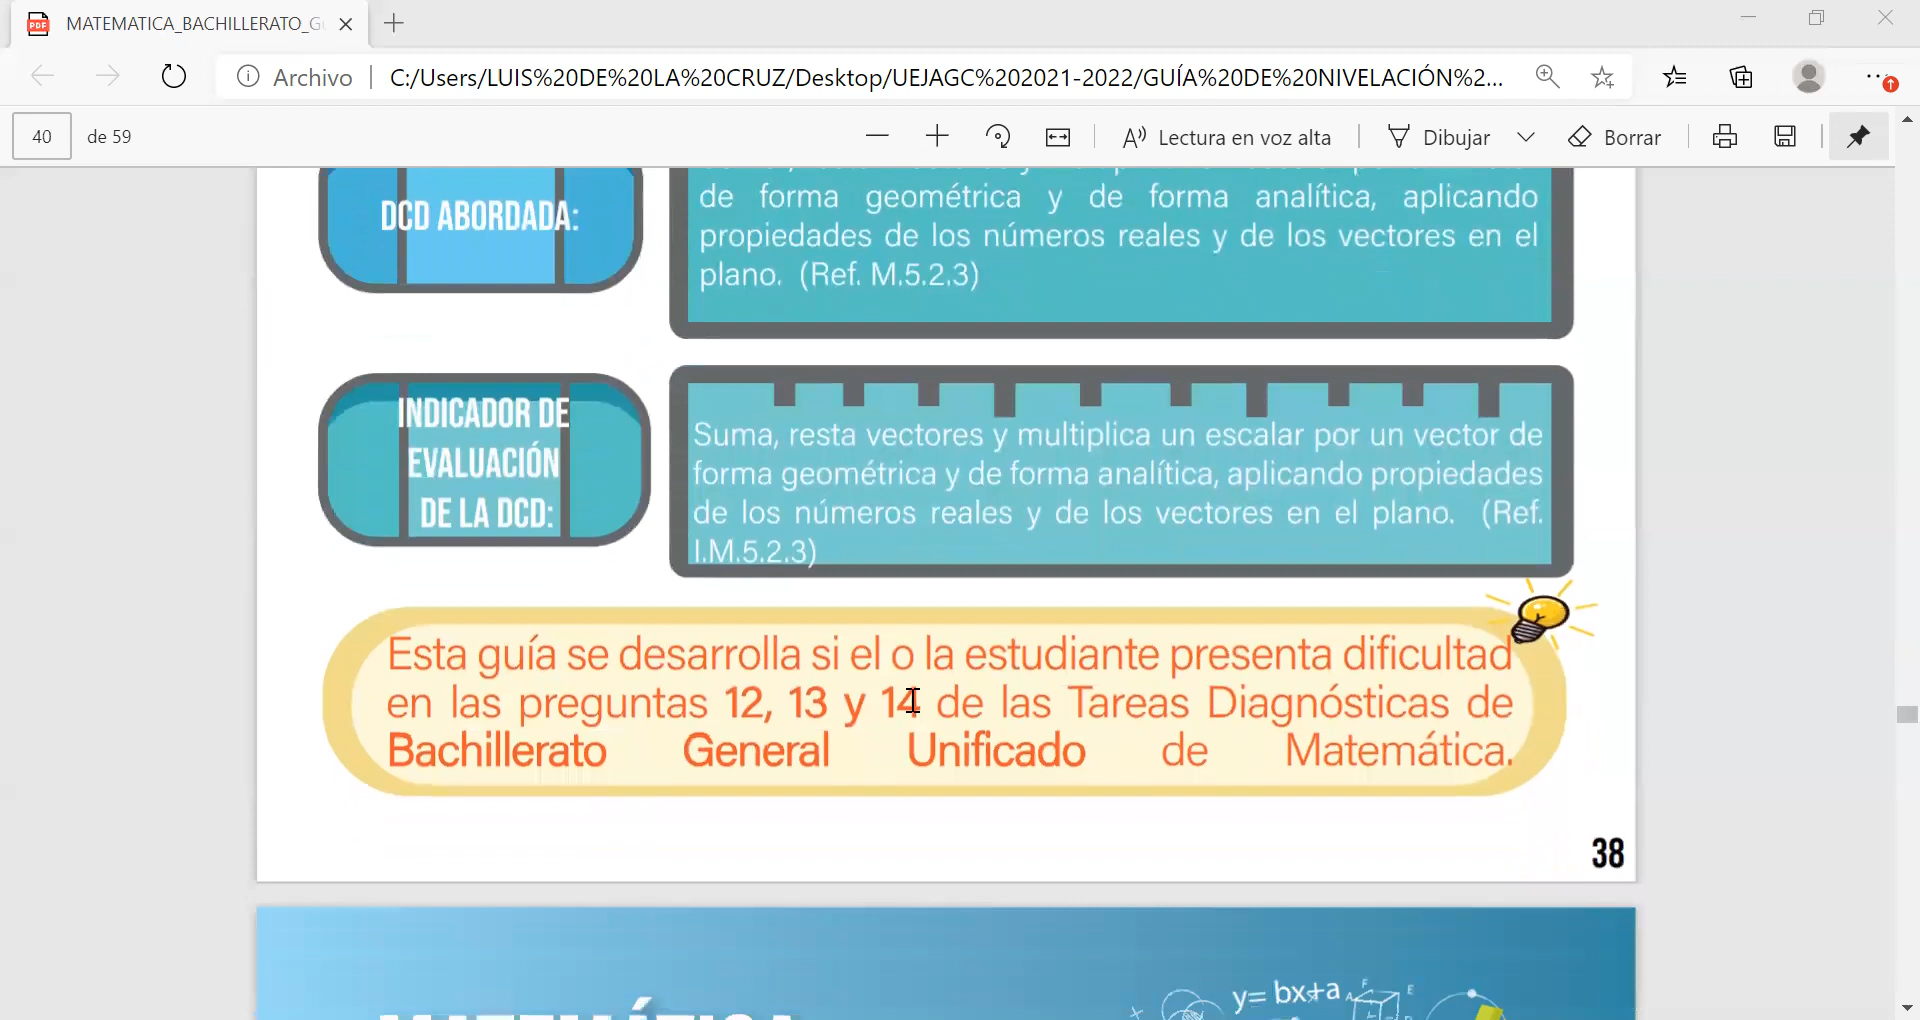 MATEMATICA_BACHILLERATO_G
Archivo | C:/Users/LUIS%20DE%20LA%20CRUZ/Desktop/UEJAGC%202021-2022/GUÍA%20DE%20NIVELACIÓN%2...
40 de 59
Lectura en voz alta
Dibujar
Borrar
DCD ABORDADA:
de forma geométrica y de forma analítica, aplicando
propiedades de los números reales y de los vectores en el
plano. (Ref. M.5.2.3)
INDICADOR DE
EVALUACIÓN
DE LA DCD:
Suma, resta vectores y multiplica un escalar por un vector de
forma geométrica y de forma analítica, aplicando propiedades
de los números reales y de los vectores en el plano. (Ref.
I.M.5.2.3)
Esta guía se desarrolla si el o la estudiante presenta dificultad
en las preguntas 12, 13 y 14 de las Tareas Diagnósticas de
Bachillerato General Unificado de Matemática.
38
y= bx+a